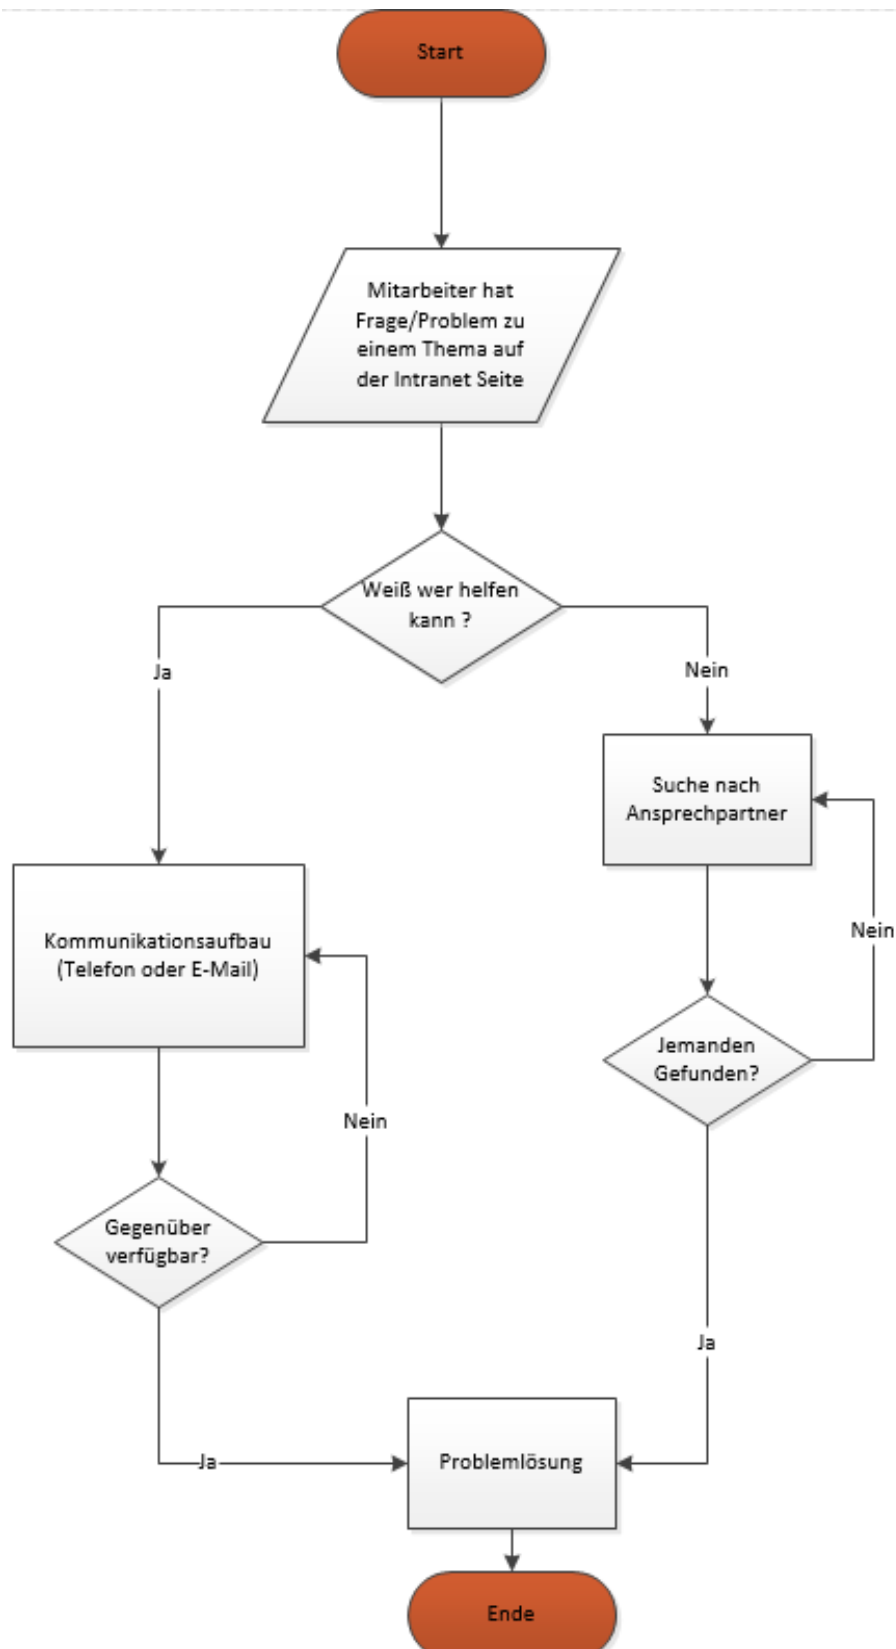 Start
Mitarbeiter hat
Frage/Problem zu
einem Thema auf
der Intranet Seite
Weiß wer helfen
kann ?
Ja
Nein
Suche nach
Ansprechpartner
Nein
Kommunikationsaufbau
(Telefon oder E-Mail)
Jemanden
Gefunden?
Nein
Gegenüber
verfügbar?
Ja
Ja
Problemlösung
Ende